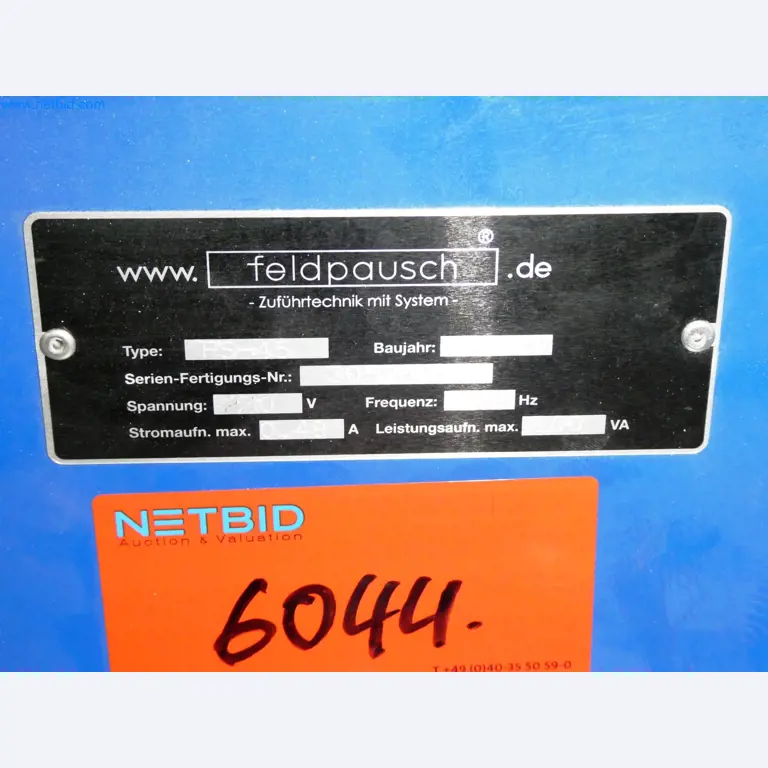 www.netbid.com
www. feldpausch® .de
- Zuführtechnik mit System -
Type: Baujahr:
Serien-Fertigungs-Nr.:
Spannung: V Frequenz: Hz
Stromaufn. max. A Leistungsaufn. max. VA
NETBID
Auction & Valuation
6044.
T +49 (0)40-35 50 59-0